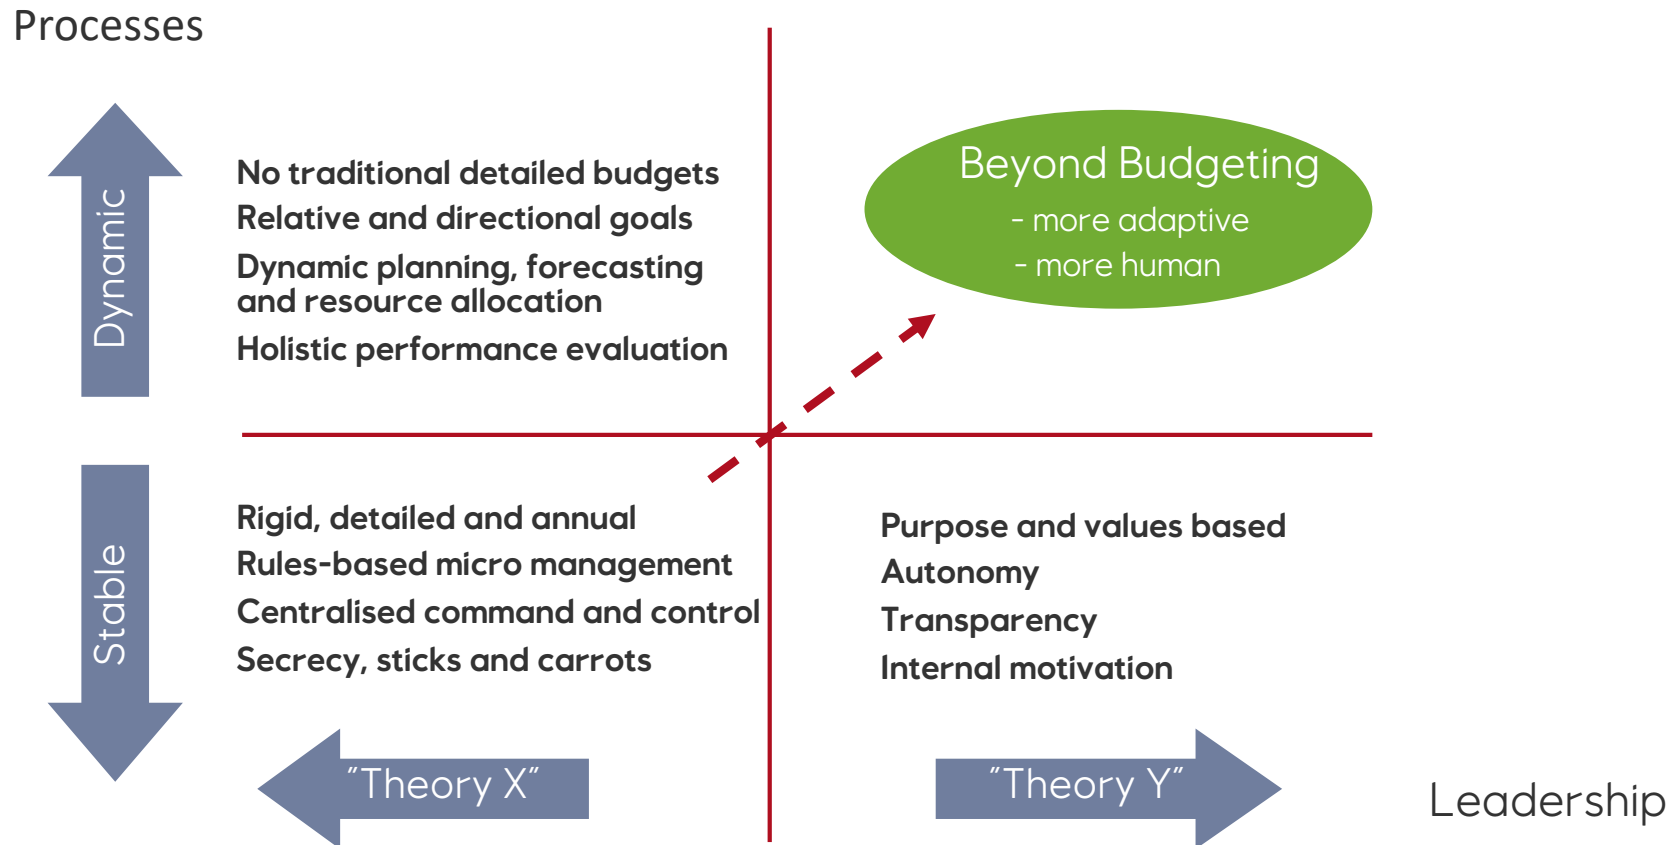 Processes
Dynamic
No traditional detailed budgets
Relative and directional goals
Dynamic planning, forecasting
and resource allocation
Holistic performance evaluation
Beyond Budgeting
- more adaptive
- more human
Stable
Rigid, detailed and annual
Rules-based micro management
Centralised command and control
Secrecy, sticks and carrots
Purpose and values based
Autonomy
Transparency
Internal motivation
"Theory X"
"Theory Y"
Leadership